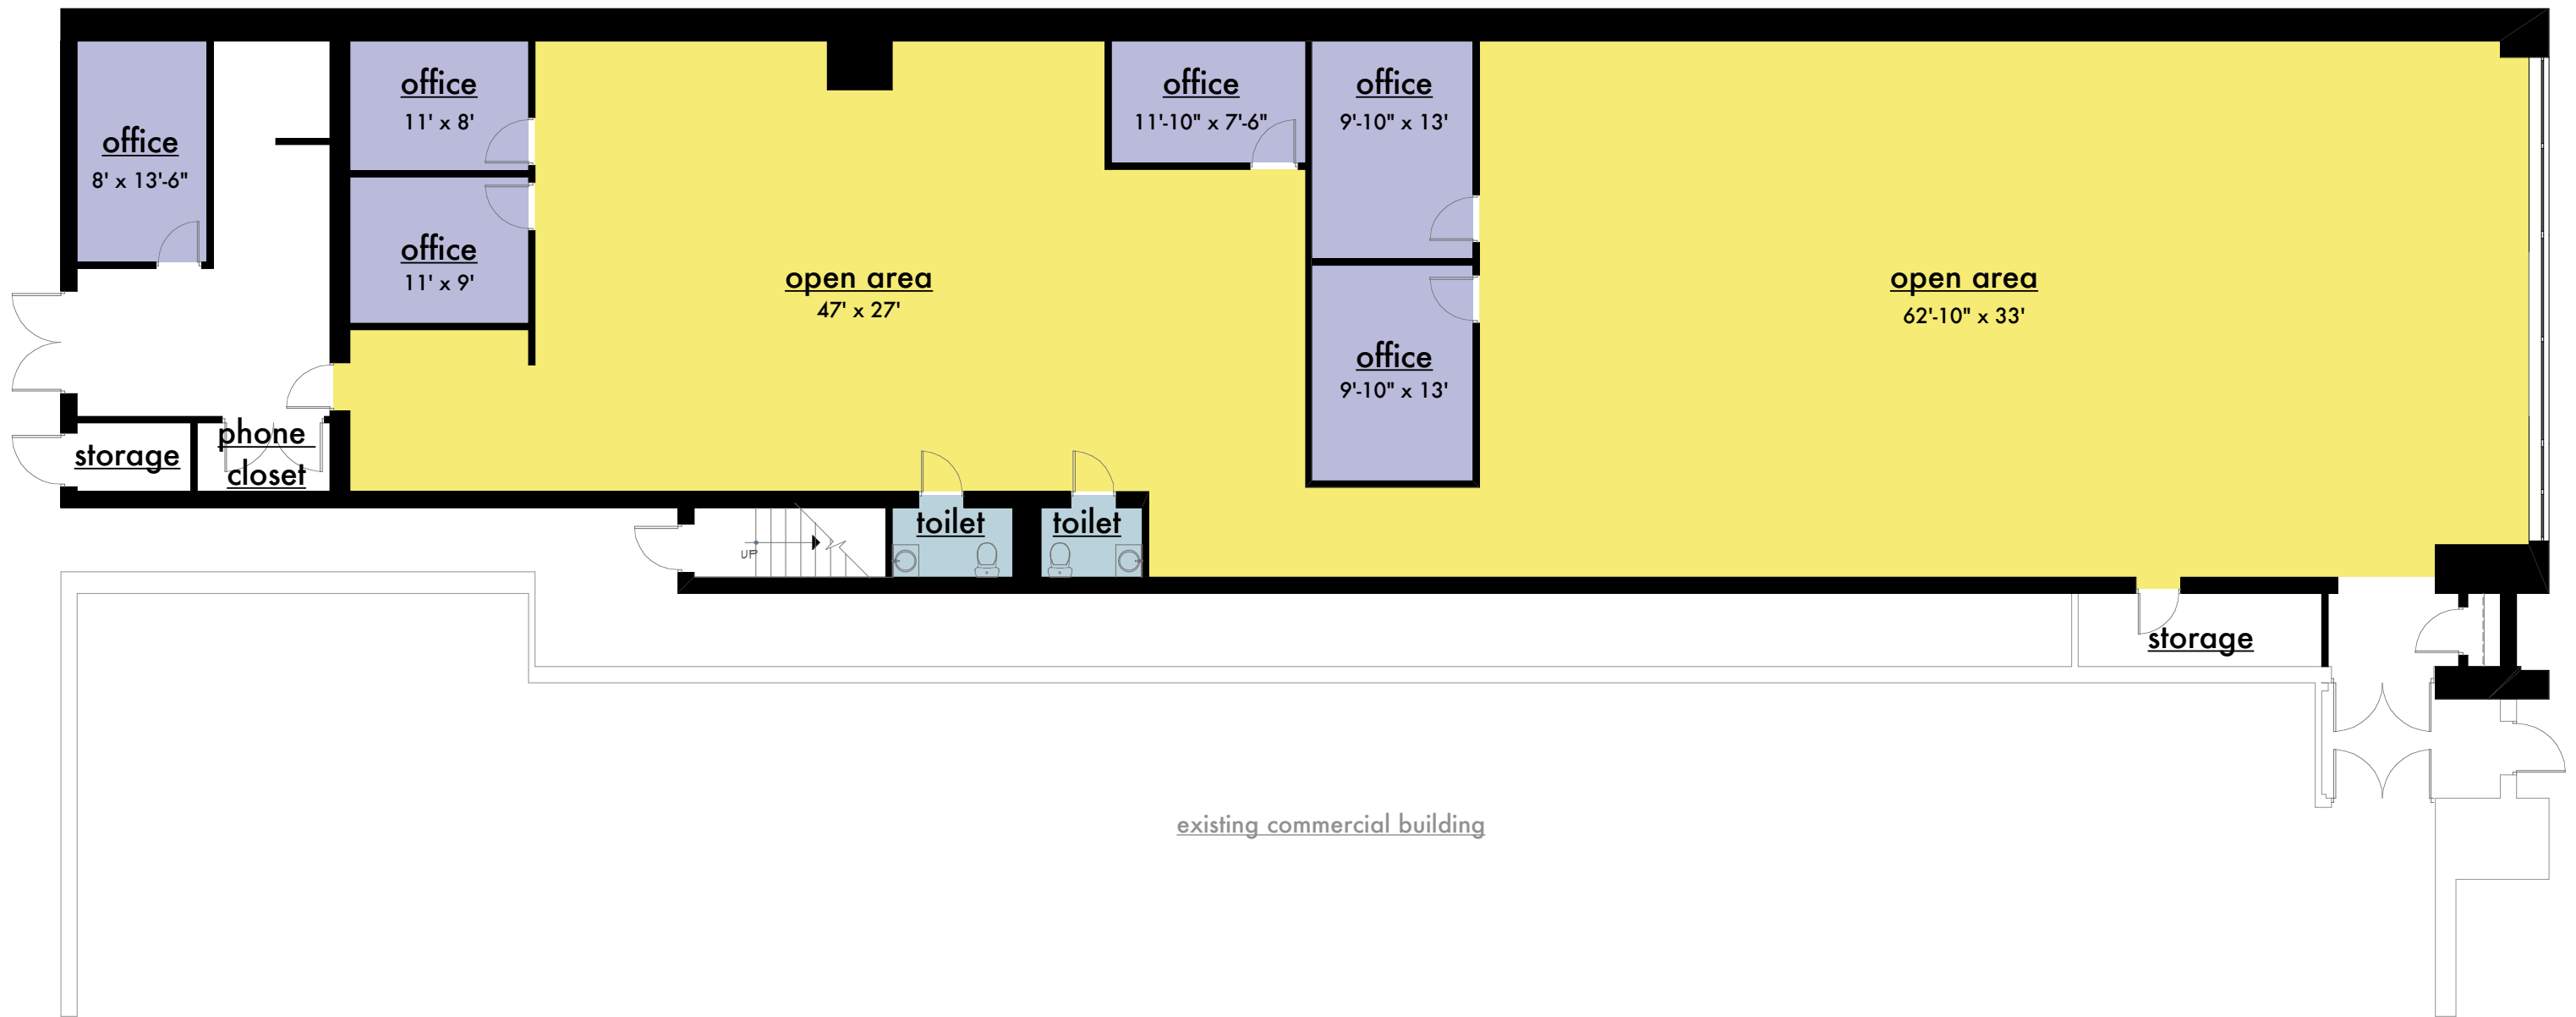 office
8' x 13'-6"
office
11' x 8'
office
11' x 9'
open area
47' x 27'
office
11'-10" x 7'-6"
office
9'-10" x 13'
office
9'-10" x 13'
open area
62'-10" x 33'
storage
phone
closet
UP
toilet
toilet
storage
existing commercial building